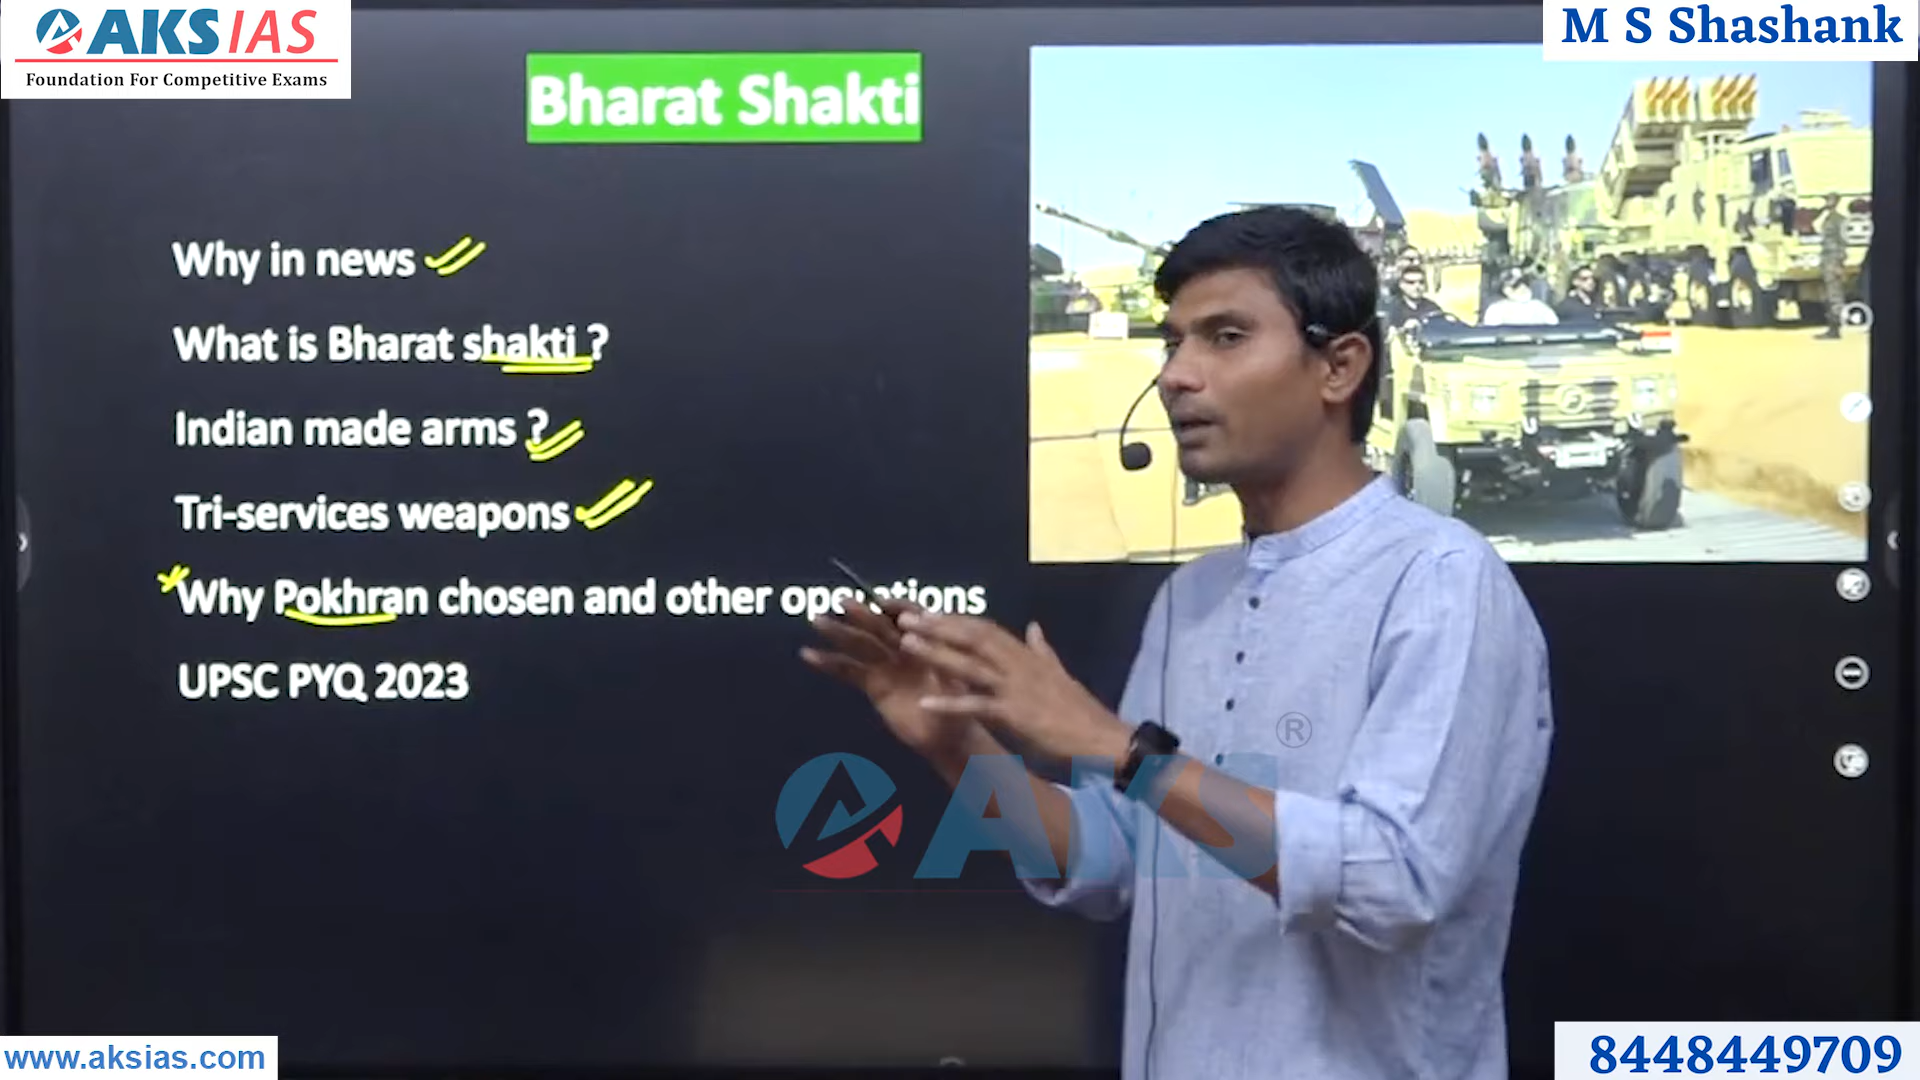 AKS IAS
Foundation For Competitive Exams
M S Shashank
Bharat Shakti
Why in news
What is Bharat shakti ?
Indian made arms ?
Tri-services weapons
Why Pokhran chosen and other operations
UPSC PYQ 2023
AKS ®
www.aksias.com
8448449709